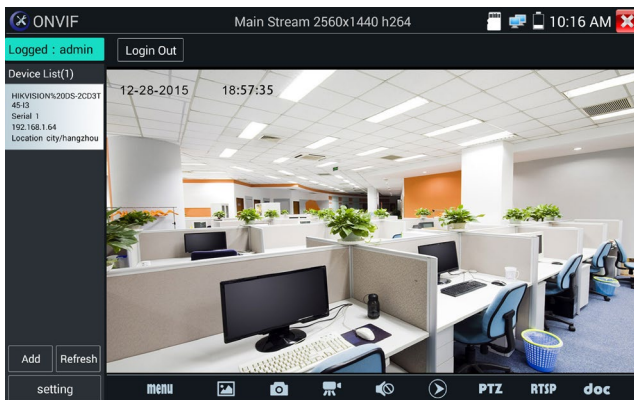 ONVIF
Main Stream 2560x1440 h264
10:16 AM
Logged : admin
Login Out
Device List(1)
HIKVISION%20DS-2CD3T
45-I3
Serial 1
192.168.1.64
Location city/hangzhou
12-28-2015 18:57:35
Add
Refresh
setting
menu
PTZ
RTSP
doc